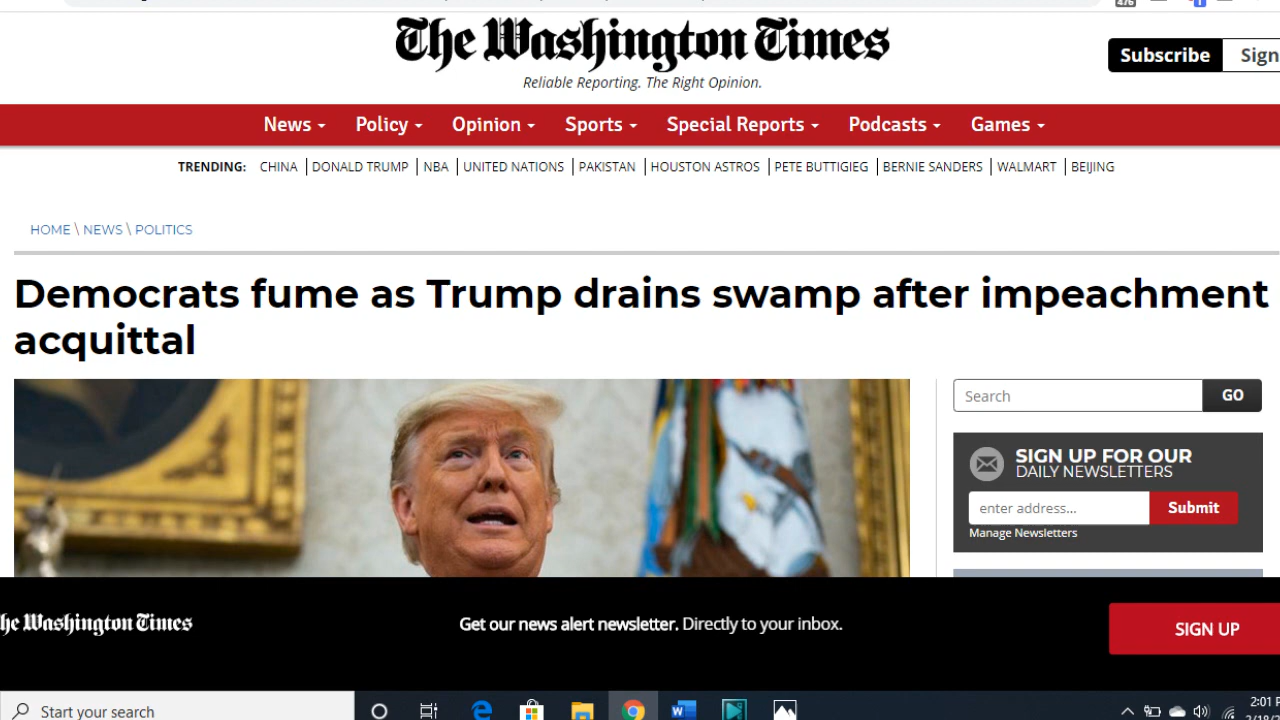 476
The Washington Times
Reliable Reporting. The Right Opinion.
Subscribe Sign
News Policy Opinion Sports Special Reports Podcasts Games
TRENDING: CHINA | DONALD TRUMP | NBA | UNITED NATIONS | PAKISTAN | HOUSTON ASTROS | PETE BUTTIGIEG | BERNIE SANDERS | WALMART | BEIJING
HOME \ NEWS \ POLITICS
Democrats fume as Trump drains swamp after impeachment
acquittal
Search GO
SIGN UP FOR OUR
DAILY NEWSLETTERS
enter address... Submit
Manage Newsletters
he Washington Times
Get our news alert newsletter. Directly to your inbox.
SIGN UP
Start your search
2:01 P